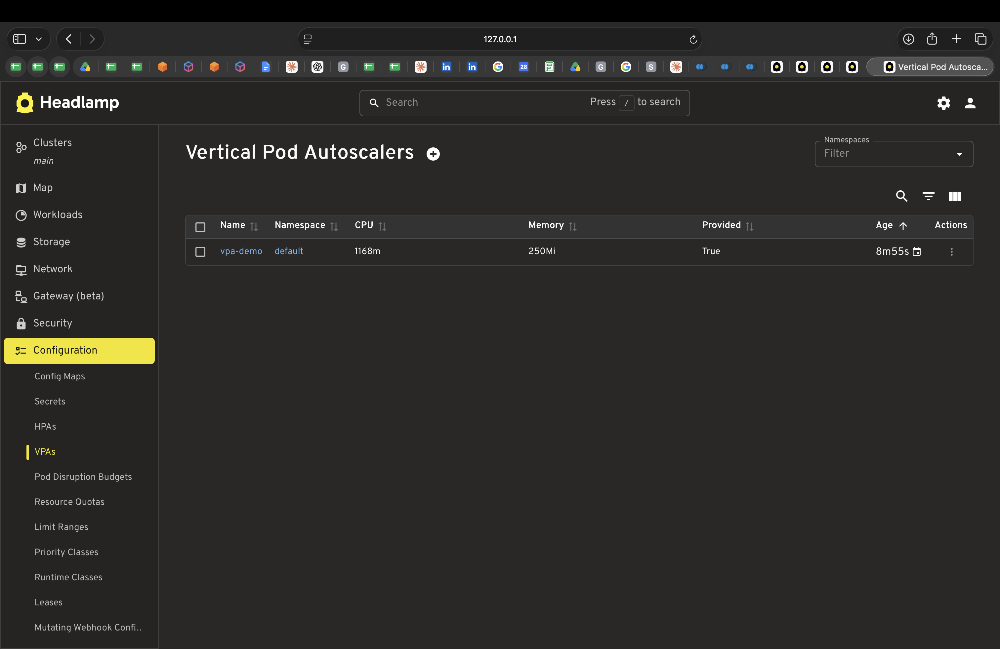 127.0.0.1
G
in
in
G
28
G
G
S
Vertical Pod Autosca...
Headlamp
Search
Press / to search
Clusters
main
Map
Workloads
Storage
Network
Gateway (beta)
Security
Configuration
Config Maps
Secrets
HPAs
VPAs
Pod Disruption Budgets
Resource Quotas
Limit Ranges
Priority Classes
Runtime Classes
Leases
Mutating Webhook Confi..
Vertical Pod Autoscalers
Namespaces
Filter
Name Namespace CPU Memory Provided Age Actions
vpa-demo default 1168m 250Mi True 8m55s